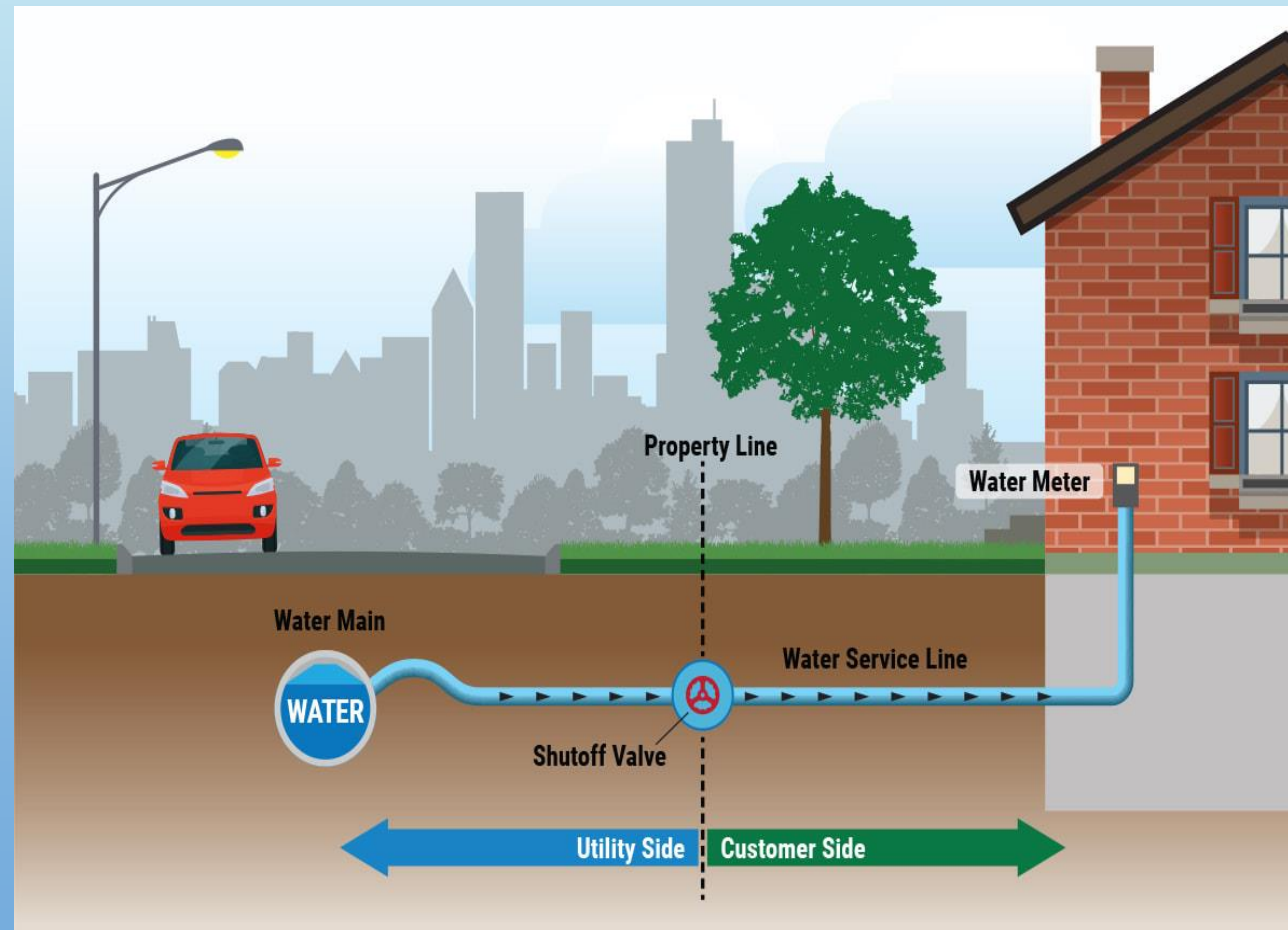 Property Line
Water Meter
Water Main
Water Service Line
WATER
Shutoff Valve
Utility Side
Customer Side